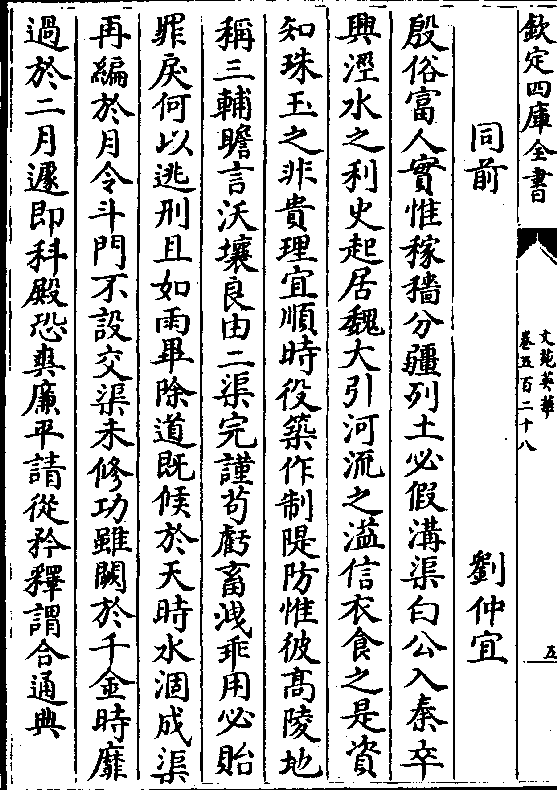 欽定四庫全書
文苑英華
卷五百二十八
五
同前
劉仲宜
殷俗富人實惟稼穡分疆列土必假溝渠白公入秦卒
興涇水之利史起居魏大引河流之溢信衣食之是資
知珠玉之非貴理宜順時役築作制隄防惟彼髙陵地
稱三輔瞻言沃壤良由二渠完謹茍虧畜洩乖用必貽
罪戾何以逃刑且如雨畢除道既候於天時水涸成渠
再編於月令斗門不設交渠未修功雖闕於千金時靡
過於二月遽即科殿恐爽廉平請從矜釋謂合通典